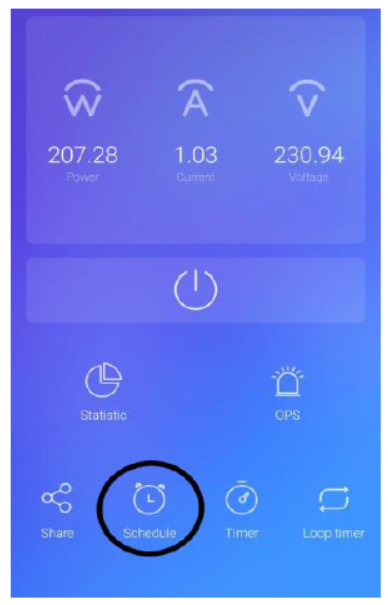 W A V
207.28 1.03 230.94
Power Current Voltage
Statistic OPS
Share Schedule Timer Loop timer